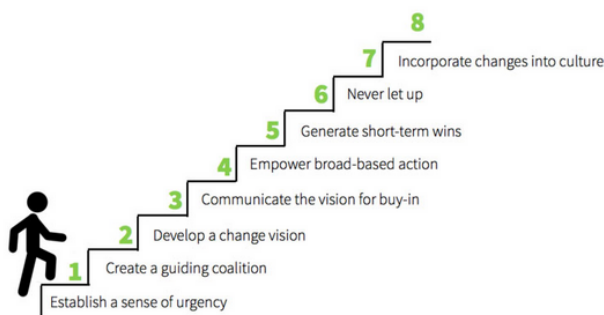 8
7
Incorporate changes into culture
6
Never let up
5
Generate short-term wins
4
Empower broad-based action
3
Communicate the vision for buy-in
2
Develop a change vision
1
Create a guiding coalition
Establish a sense of urgency